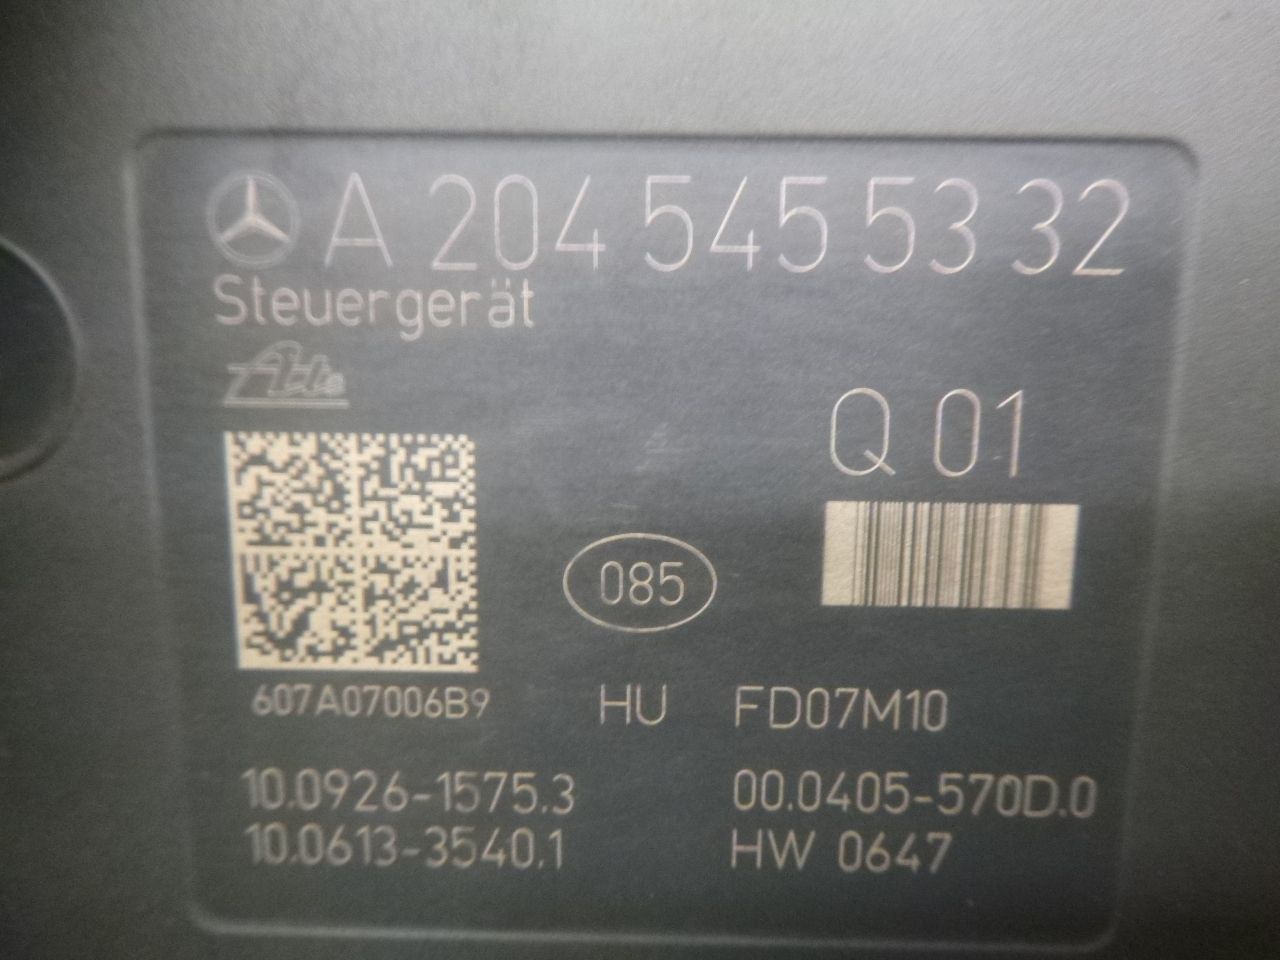 A 204 545 53 32
Steuergerät
Ate
Q 01
085
607A07006B9 HU FD07M10
10.0926-1575.3 00.0405-570D.0
10.0613-3540.1 HW 0647